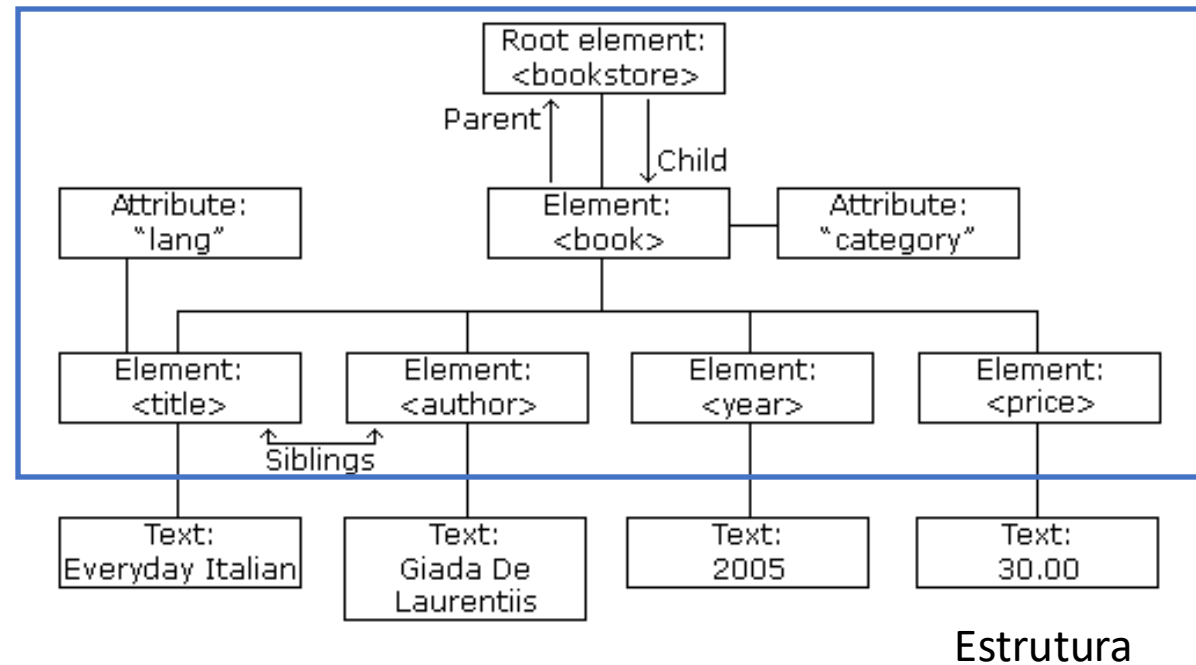 Root element:
<bookstore>
Parent
Child
Attribute:
“lang”
Element:
<book>
Attribute:
“category”
Element:
<title>
Element:
<author>
Element:
<year>
Element:
<price>
Siblings
Text:
Everyday Italian
Text:
Giada De
Laurentiis
Text:
2005
Text:
30.00
Estrutura